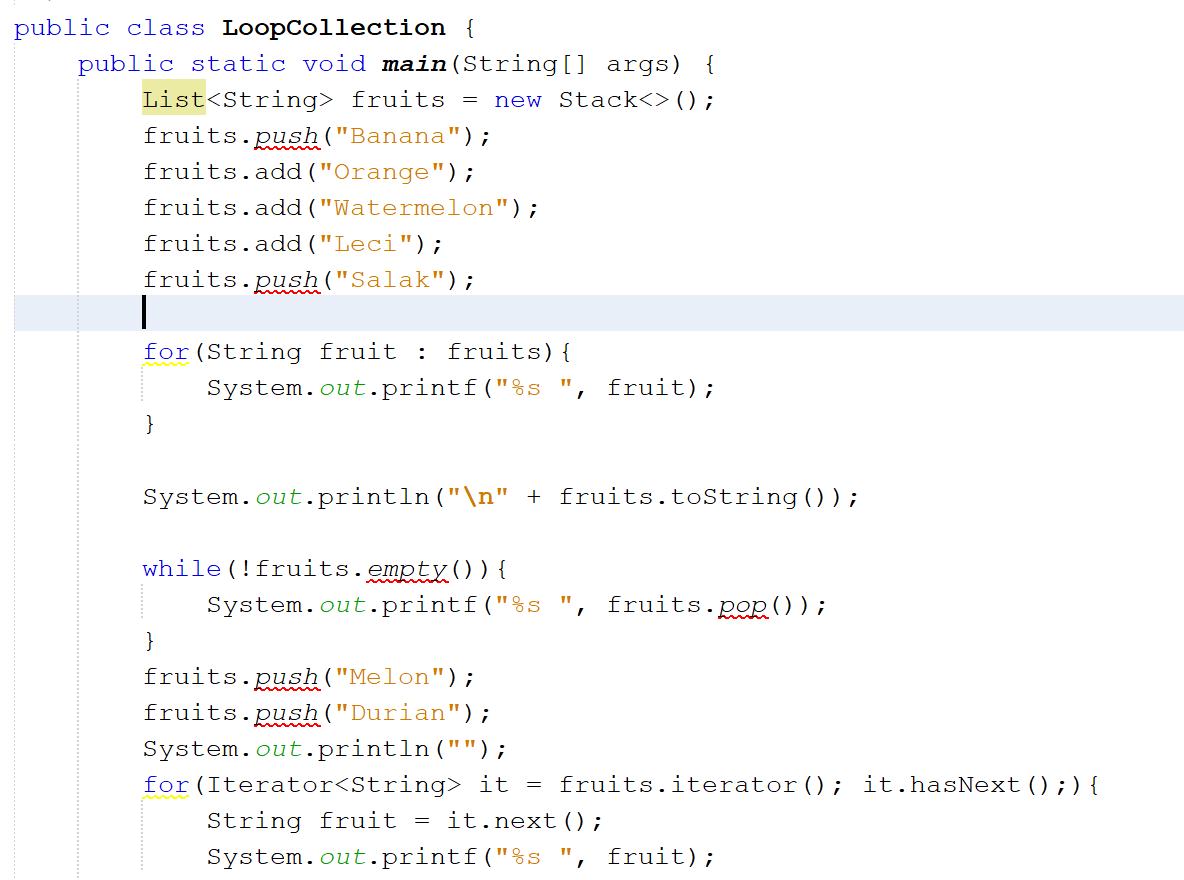 public class LoopCollection {
    public static void main(String[] args) {
        List<String> fruits = new Stack<>();
        fruits.push("Banana");
        fruits.add("Orange");
        fruits.add("Watermelon");
        fruits.add("Leci");
        fruits.push("Salak");
        for(String fruit : fruits){
            System.out.printf("%s ", fruit);
        }
        System.out.println("\n" + fruits.toString());
        while(!fruits.empty()){
            System.out.printf("%s ", fruits.pop());
        }
        fruits.push("Melon");
        fruits.push("Durian");
        System.out.println("");
        for(Iterator<String> it = fruits.iterator(); it.hasNext();){
            String fruit = it.next();
            System.out.printf("%s ", fruit);